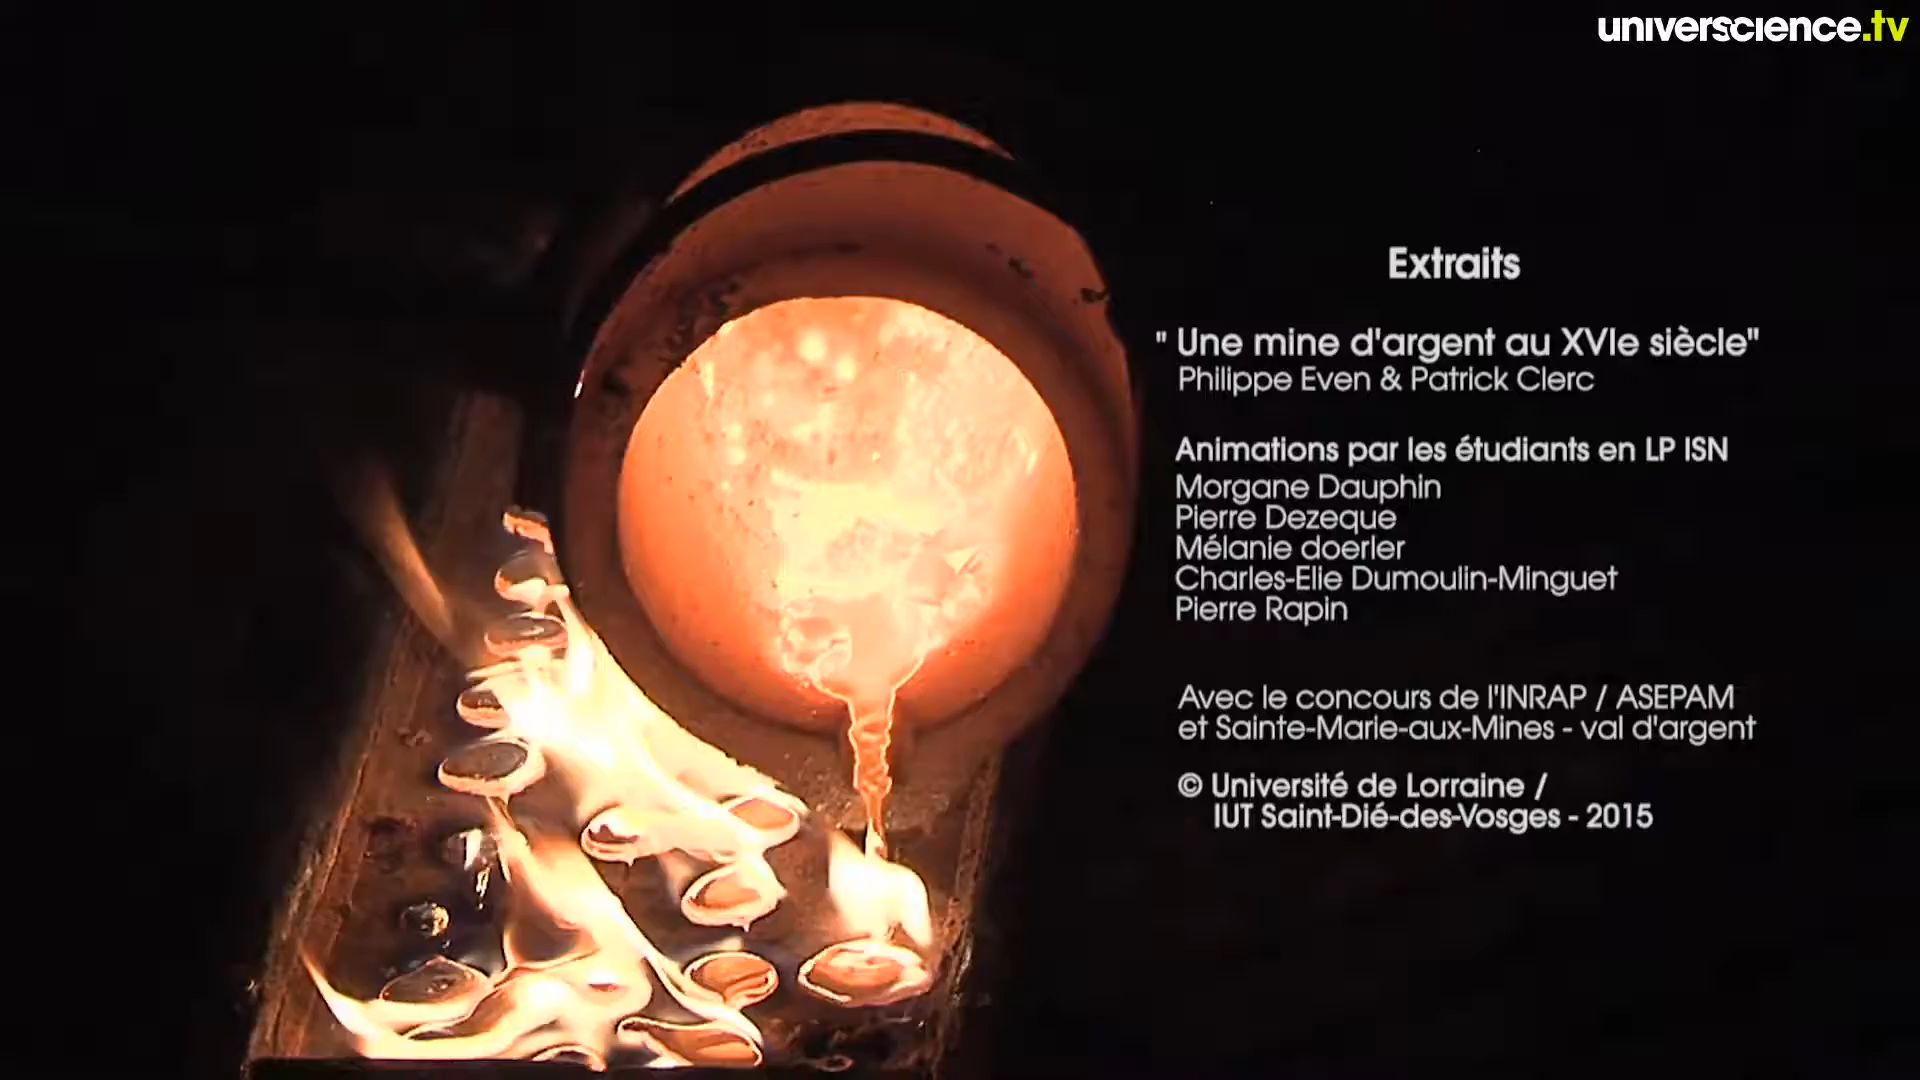 universcience.tv
Extraits
" Une mine d'argent au XVIe siècle"
Philippe Even & Patrick Clerc
Animations par les étudiants en LP ISN
Morgane Dauphin
Pierre Dezeque
Mélanie doerler
Charles-Elie Dumoulin-Minguet
Pierre Rapin
Avec le concours de l'INRAP / ASEPAM
et Sainte-Marie-aux-Mines - val d'argent
© Université de Lorraine /
IUT Saint-Dié-des-Vosges - 2015